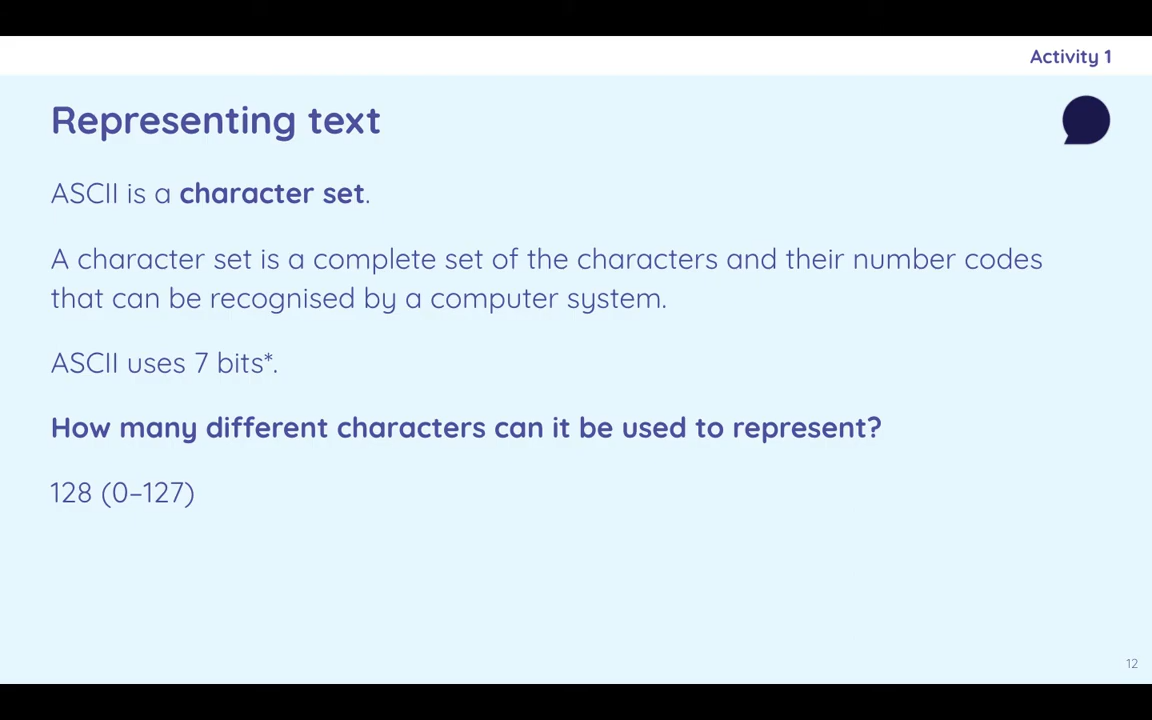 Activity 1
Representing text
ASCII is a character set.
A character set is a complete set of the characters and their number codes
that can be recognised by a computer system.
ASCII uses 7 bits*.
How many different characters can it be used to represent?
128 (0–127)
12